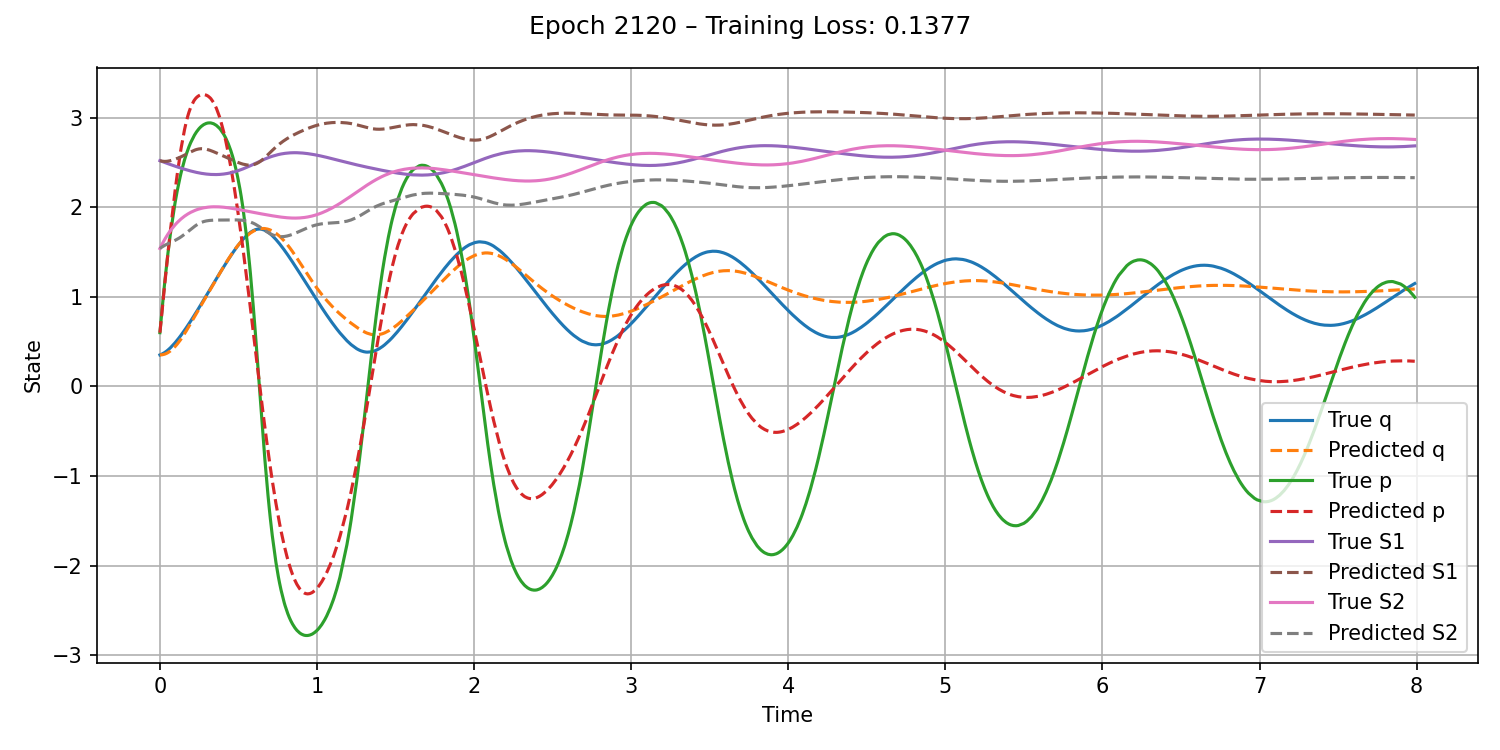 Epoch 2120 – Training Loss: 0.1377
3
2
1
0
−1
−2
−3
State
0 1 2 3 4 5 6 7 8
Time
True q
Predicted q
True p
Predicted p
True S1
Predicted S1
True S2
Predicted S2